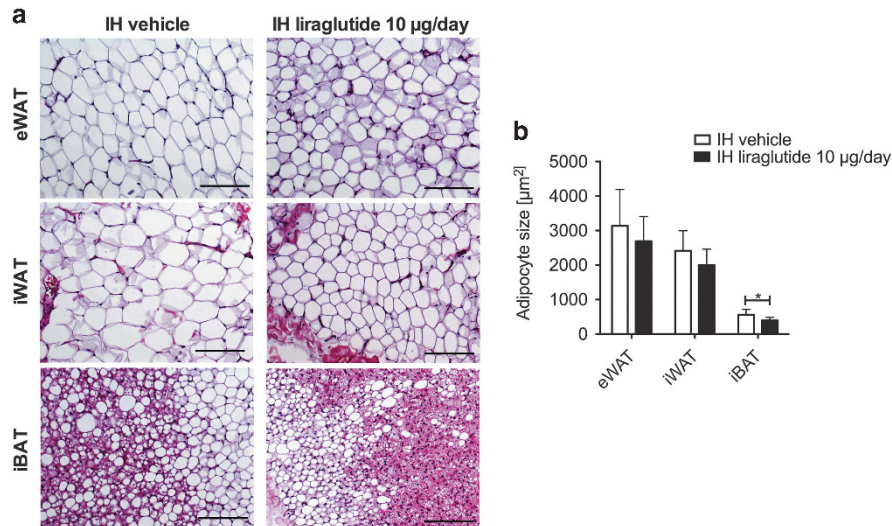 a
IH vehicle
IH liraglutide 10 µg/day
eWAT
iWAT
iBAT
b
IH vehicle
IH liraglutide 10 µg/day
Adipocyte size [µm²]
5000
4000
3000
2000
1000
0
*
eWAT
iWAT
iBAT